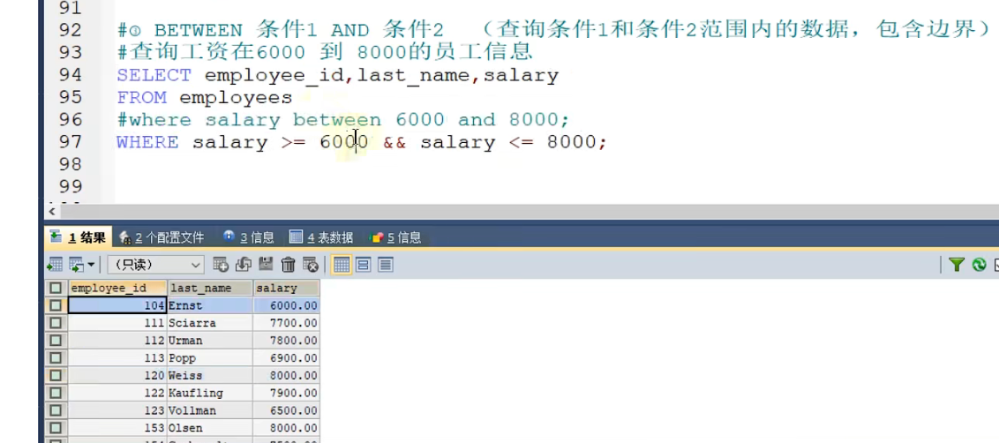 91
92 #① BETWEEN 条件1 AND 条件2 （查询条件1和条件2范围内的数据，包含边界）
93 #查询工资在6000 到 8000的员工信息
94 SELECT employee_id,last_name,salary
95 FROM employees
96 #where salary between 6000 and 8000;
97 WHERE salary >= 6000 && salary <= 8000;
98
99
1 结果 2 个配置文件 3 信息 4 表数据 5 信息
（只读）
employee_id last_name salary
104 Ernst 6000.00
111 Sciarra 7700.00
112 Urman 7800.00
113 Popp 6900.00
120 Weiss 8000.00
122 Kaufling 7900.00
123 Vollman 6500.00
153 Olsen 8000.00